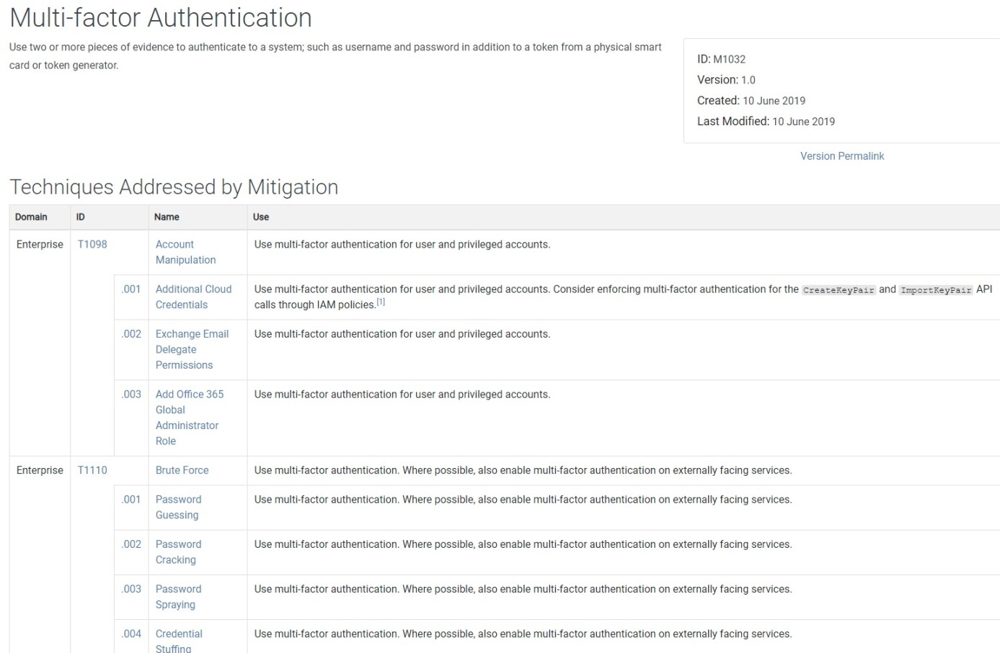 Multi-factor Authentication
Use two or more pieces of evidence to authenticate to a system; such as username and password in addition to a token from a physical smart
card or token generator.
ID: M1032
Version: 1.0
Created: 10 June 2019
Last Modified: 10 June 2019
Version Permalink
Techniques Addressed by Mitigation
Domain ID Name Use
Enterprise T1098 Account Use multi-factor authentication for user and privileged accounts.
Manipulation
.001 Additional Cloud Use multi-factor authentication for user and privileged accounts. Consider enforcing multi-factor authentication for the CreateKeyPair and ImportKeyPair API
Credentials calls through IAM policies.[1]
.002 Exchange Email Use multi-factor authentication for user and privileged accounts.
Delegate
Permissions
.003 Add Office 365 Use multi-factor authentication for user and privileged accounts.
Global
Administrator
Role
Enterprise T1110 Brute Force Use multi-factor authentication. Where possible, also enable multi-factor authentication on externally facing services.
.001 Password Use multi-factor authentication. Where possible, also enable multi-factor authentication on externally facing services.
Guessing
.002 Password Use multi-factor authentication. Where possible, also enable multi-factor authentication on externally facing services.
Cracking
.003 Password Use multi-factor authentication. Where possible, also enable multi-factor authentication on externally facing services.
Spraying
.004 Credential Use multi-factor authentication. Where possible, also enable multi-factor authentication on externally facing services.
Stuffing